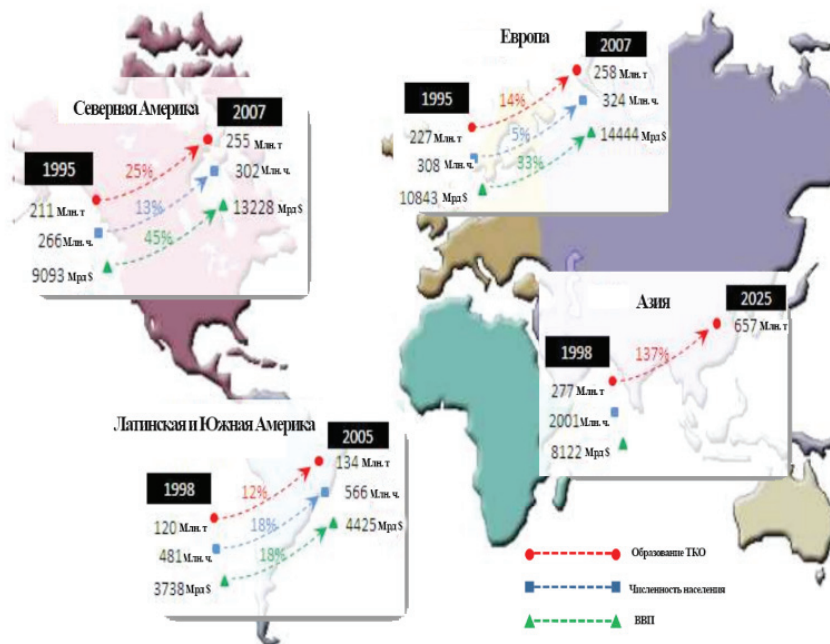 Северная Америка
2007
255 Млн. т
25%
302 Млн. ч.
1995
13%
13228 Мрд $
211 Млн. т
266 Млн. ч.
45%
9093 Мрд $
Европа
2007
258 Млн. т
1995
14%
324 Млн. ч.
227 Млн. т
5%
14444 Мрд $
308 Млн. ч.
33%
10843 Мрд $
Азия
2025
657 Млн. т
1998
137%
277 Млн. т
2001 Млн. ч.
8122 Мрд $
Латинская и Южная Америка
2005
134 Млн. т
1998
12%
566 Млн. ч.
120 Млн. т
18%
4425 Мрд $
481 Млн. ч.
18%
3738 Мрд $
Образование ТКО
Численность населения
ВВП